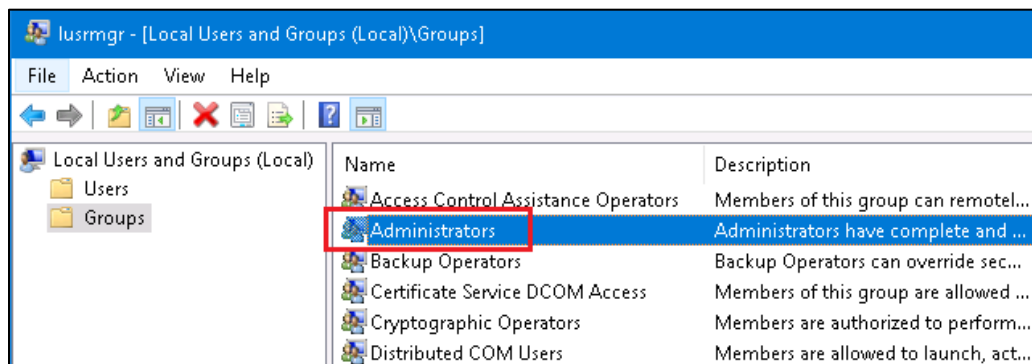 lusrmgr - [Local Users and Groups (Local)\Groups]
File Action View Help
Local Users and Groups (Local)
Users
Groups
Name Description
Access Control Assistance Operators Members of this group can remotel...
Administrators Administrators have complete and ...
Backup Operators Backup Operators can override sec...
Certificate Service DCOM Access Members of this group are allowed ...
Cryptographic Operators Members are authorized to perform...
Distributed COM Users Members are allowed to launch, act...